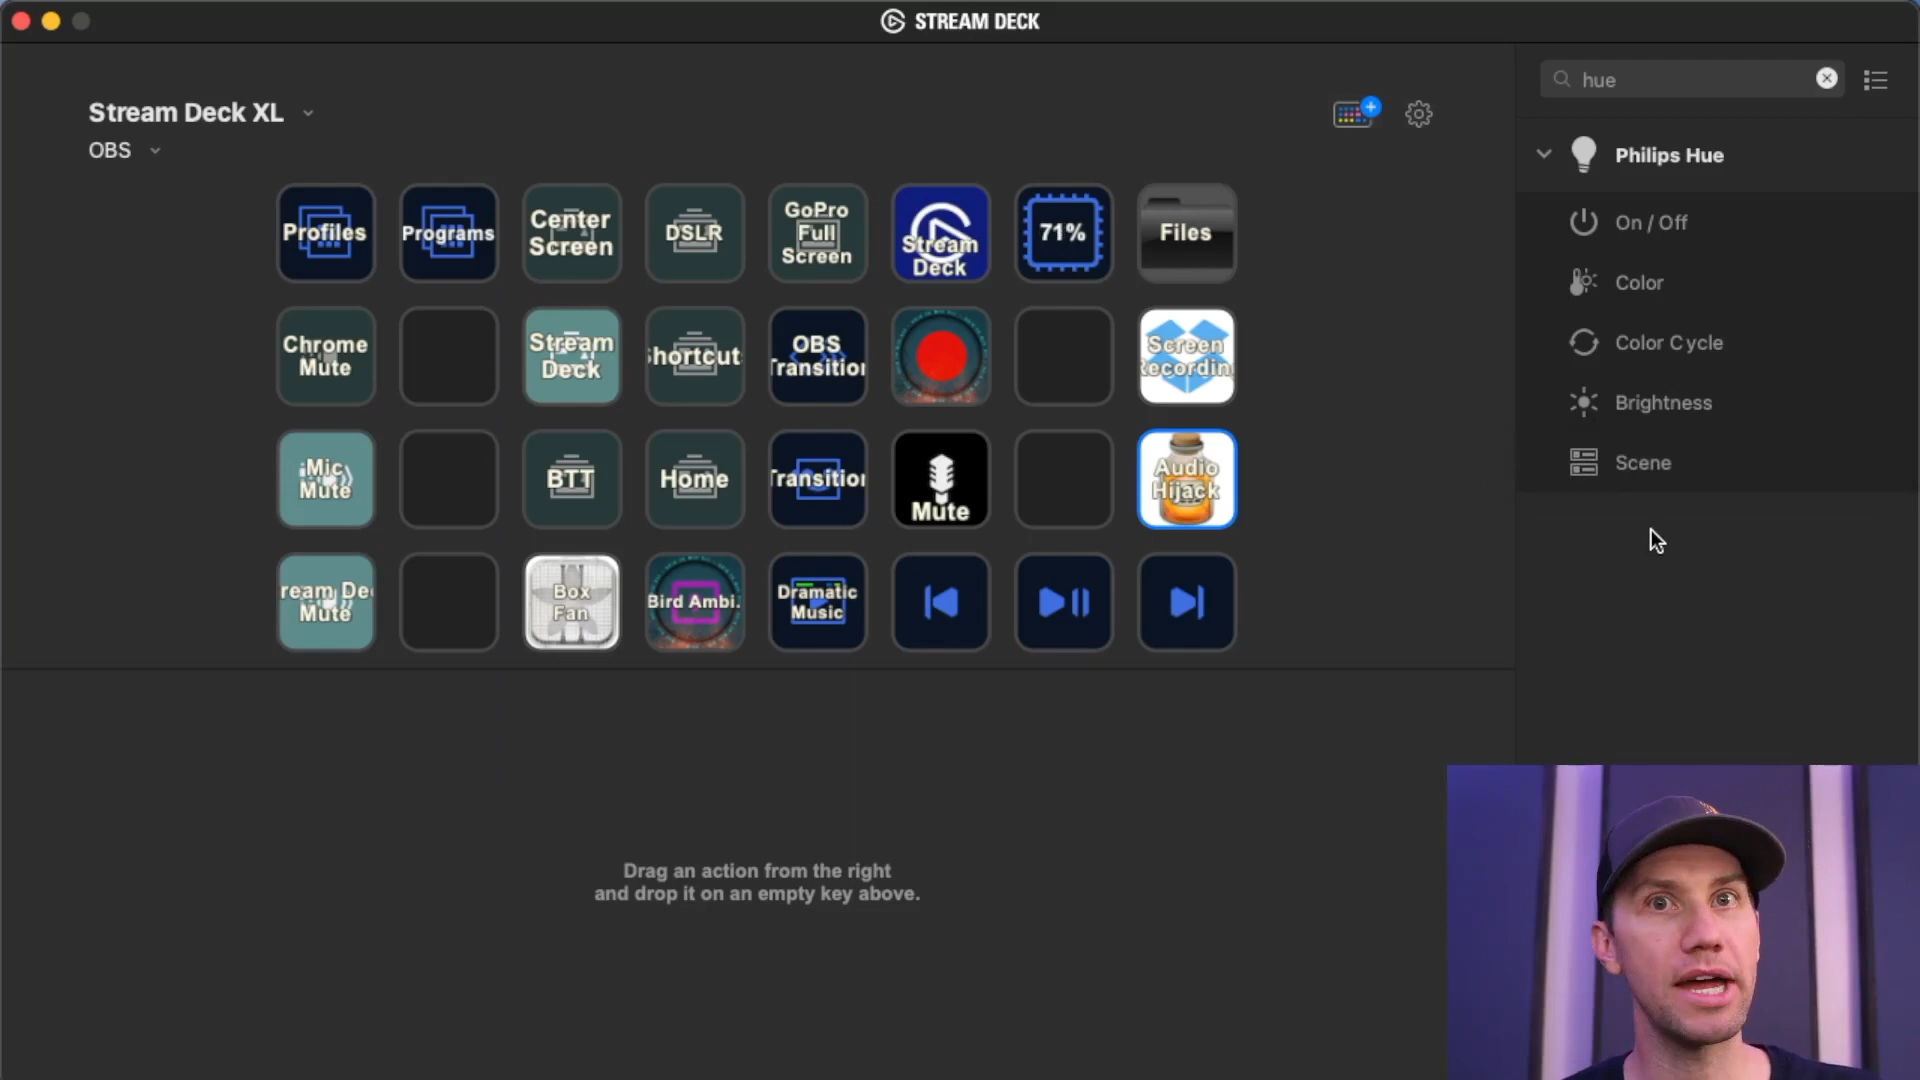 STREAM DECK
hue
Stream Deck XL
OBS
Philips Hue
On / Off
Color
Color Cycle
Brightness
Scene
Profiles
Programs
Center
Screen
DSLR
GoPro
Full
Screen
Stream
Deck
71%
Files
Chrome
Mute
Stream
Deck
hortcut
OBS
Transition
Screen
Recording
Mic
Mute
BTT
Home
Transition
Mute
Audio
Hijack
ream De
Mute
Box
Fan
Bird Ambi.
Dramatic
Music
Drag an action from the right
and drop it on an empty key above.